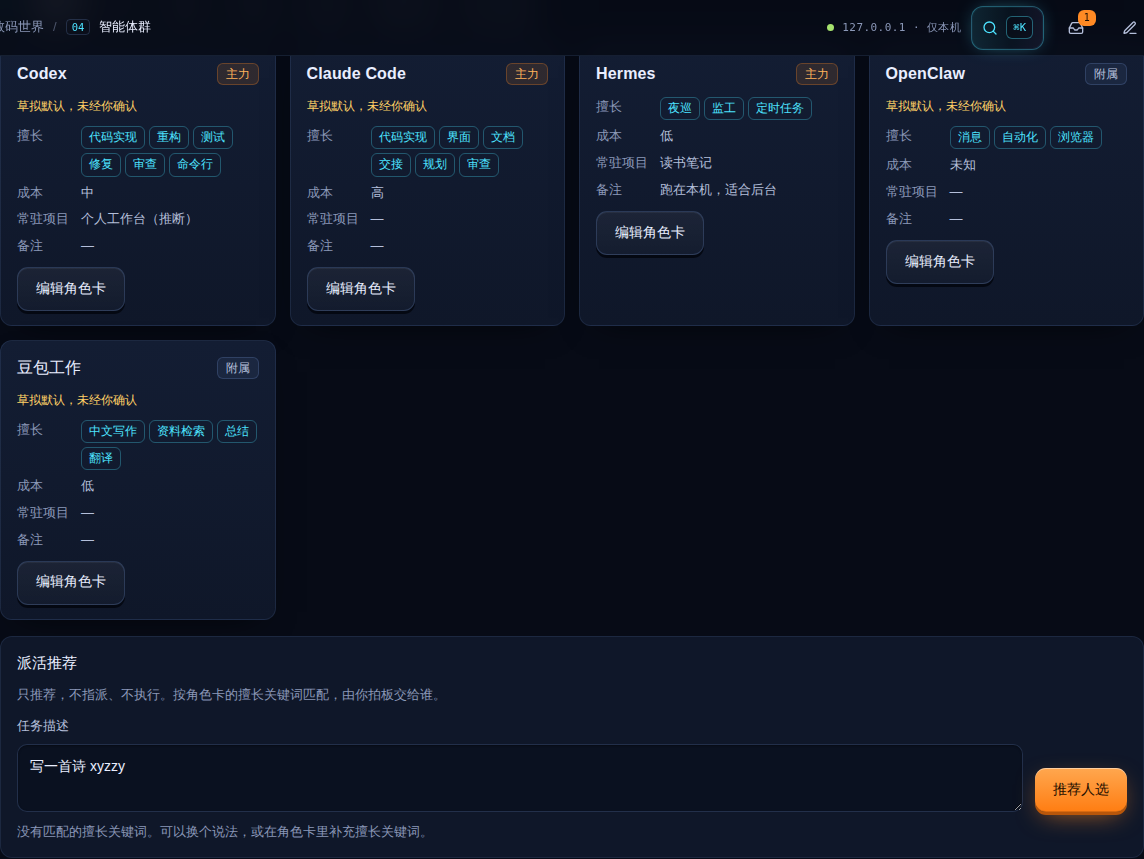 数码世界 / 04 智能体群
127.0.0.1 · 仅本机 ⌘K 1
Codex 主力
草拟默认，未经你确认
擅长 代码实现 重构 测试
修复 审查 命令行
成本 中
常驻项目 个人工作台（推断）
备注 —
编辑角色卡
Claude Code 主力
草拟默认，未经你确认
擅长 代码实现 界面 文档
交接 规划 审查
成本 高
常驻项目 —
备注 —
编辑角色卡
Hermes 主力
擅长 夜巡 监工 定时任务
成本 低
常驻项目 读书笔记
备注 跑在本机，适合后台
编辑角色卡
OpenClaw 附属
草拟默认，未经你确认
擅长 消息 自动化 浏览器
成本 未知
常驻项目 —
备注 —
编辑角色卡
豆包工作 附属
草拟默认，未经你确认
擅长 中文写作 资料检索 总结
翻译
成本 低
常驻项目 —
备注 —
编辑角色卡
派活推荐
只推荐，不指派、不执行。按角色卡的擅长关键词匹配，由你拍板交给谁。
任务描述
写一首诗 xyzzy
推荐人选
没有匹配的擅长关键词。可以换个说法，或在角色卡里补充擅长关键词。